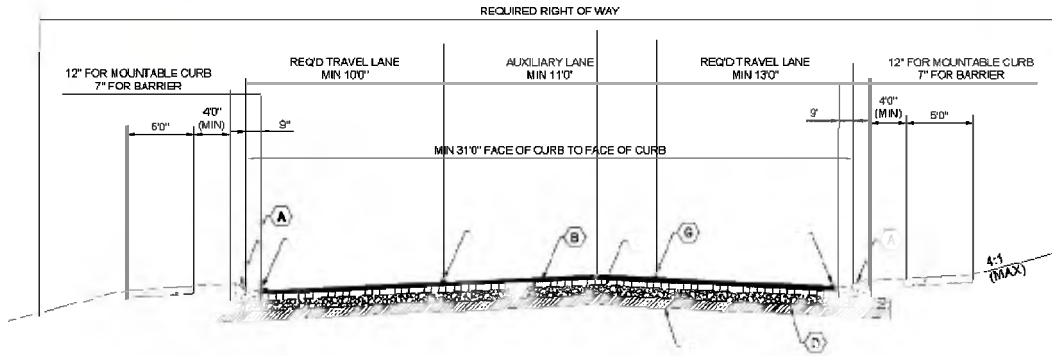 REQUIRED RIGHT OF WAY
12" FOR MOUNTABLE CURB
7" FOR BARRIER
REQ'D TRAVEL LANE
MIN 10'0"
AUXILIARY LANE
MIN 11'0"
REQ'D TRAVEL LANE
MIN 13'0"
12" FOR MOUNTABLE CURB
7" FOR BARRIER
5'0"
4'0"
(MIN)
9"
9'
4'0"
(MIN)
5'0"
MIN 31'0" FACE OF CURB TO FACE OF CURB
A
B
G
A
4:1
(MAX)
D